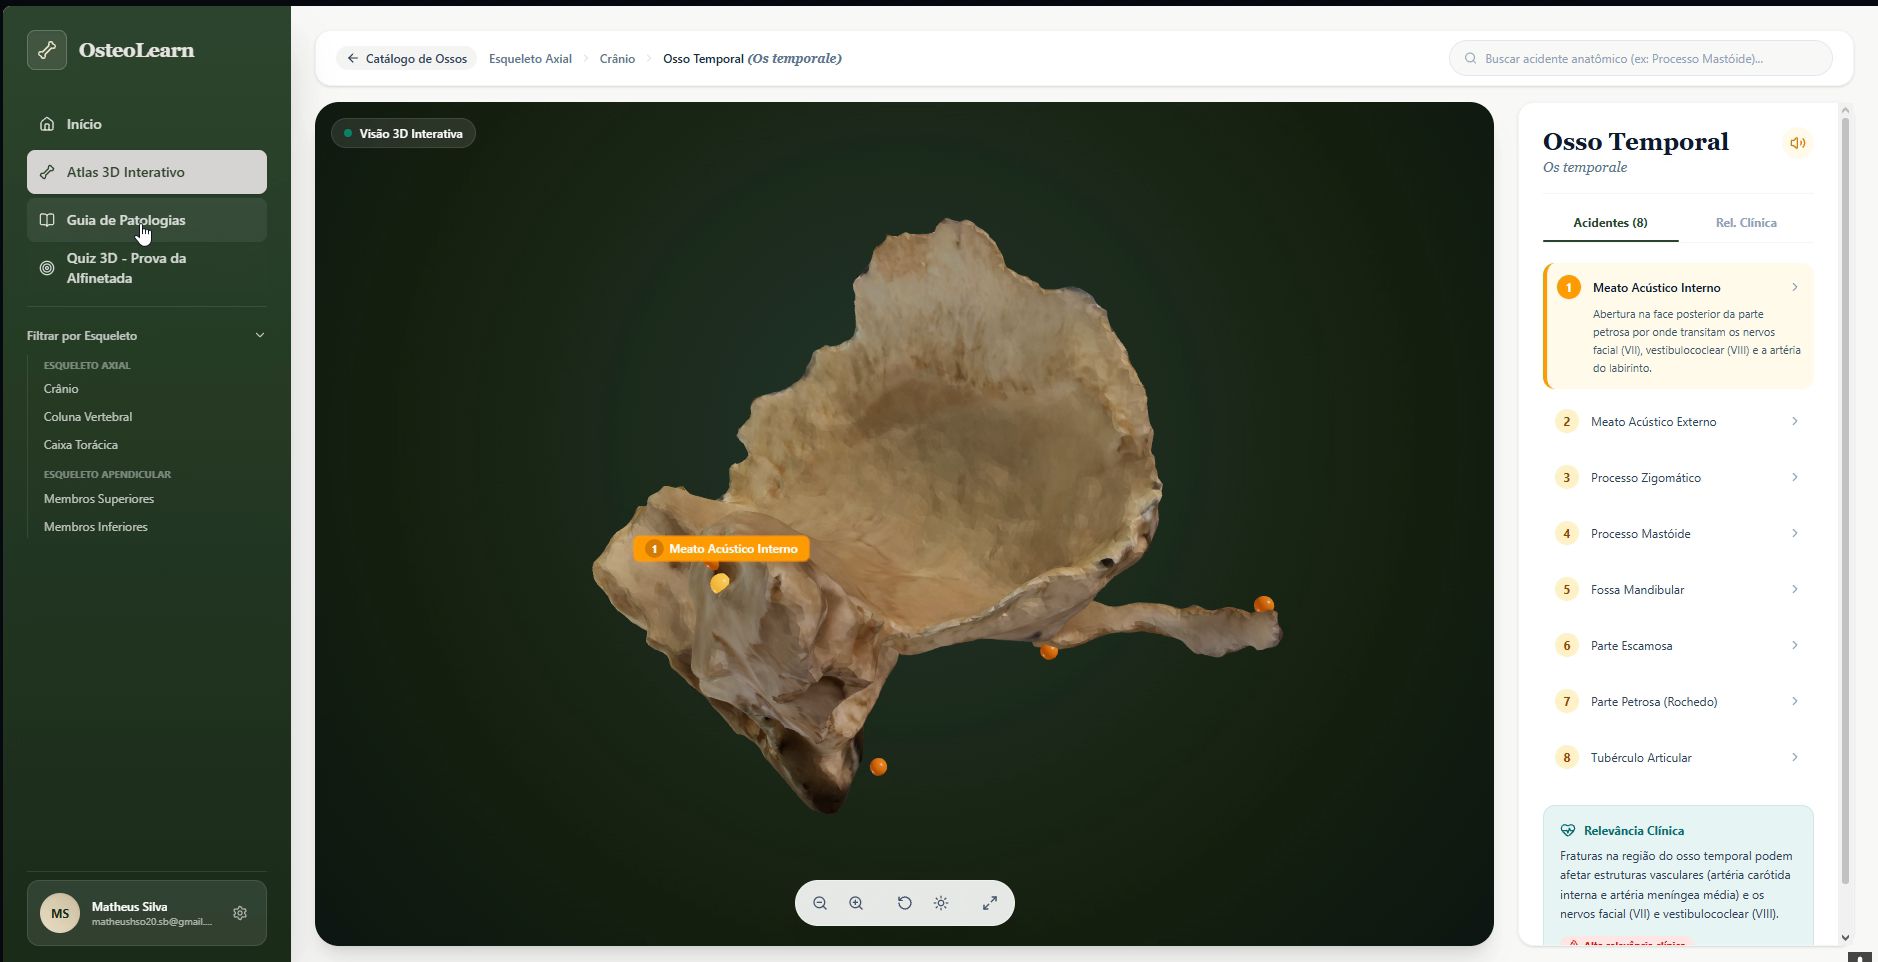 OsteoLearn
Início
Atlas 3D Interativo
Guia de Patologias
Quiz 3D - Prova da
Alfinetada
Filtrar por Esqueleto
ESQUELETO AXIAL
Crânio
Coluna Vertebral
Caixa Torácica
ESQUELETO APENDICULAR
Membros Superiores
Membros Inferiores
MS
Matheus Silva
matheushso20.sb@gmail....
Catálogo de Ossos
Esqueleto Axial
Crânio
Osso Temporal (Os temporale)
Buscar acidente anatômico (ex: Processo Mastóide)...
Visão 3D Interativa
1 Meato Acústico Interno
Osso Temporal
Os temporale
Acidentes (8)
Rel. Clínica
1 Meato Acústico Interno
Abertura na face posterior da parte
petrosa por onde transitam os nervos
facial (VII), vestibulococlear (VIII) e a artéria
do labirinto.
2 Meato Acústico Externo
3 Processo Zigomático
4 Processo Mastóide
5 Fossa Mandibular
6 Parte Escamosa
7 Parte Petrosa (Rochedo)
8 Tubérculo Articular
Relevância Clínica
Fraturas na região do osso temporal podem
afetar estruturas vasculares (artéria carótida
interna e artéria meníngea média) e os
nervos facial (VII) e vestibulococlear (VIII).
Alta relevância clínica